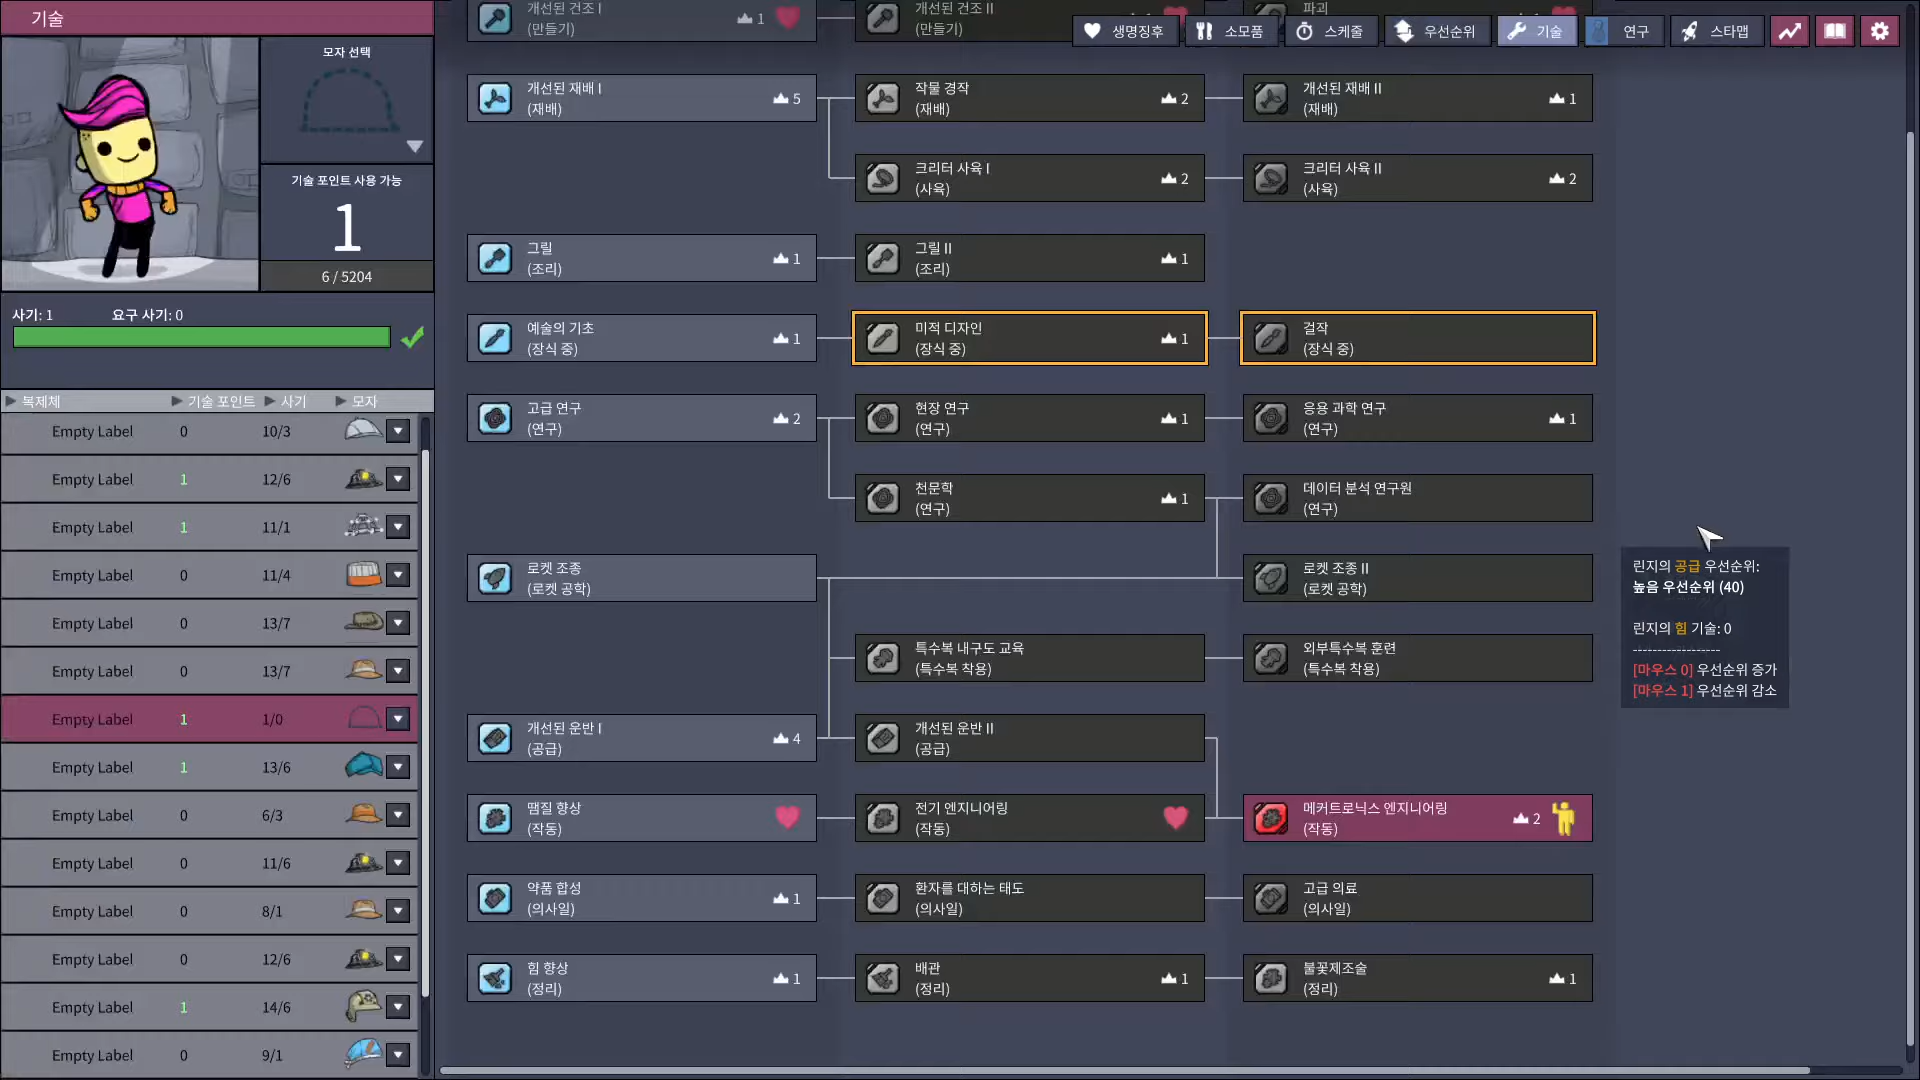 기술
모자 선택
기술 포인트 사용 가능
1
6 / 5204
사기: 1
요구 사기: 0
복제체
기술 포인트
사기
모자
Empty Label 0 10/3
Empty Label 1 12/6
Empty Label 1 11/1
Empty Label 0 11/4
Empty Label 0 13/7
Empty Label 0 13/7
Empty Label 1 1/0
Empty Label 1 13/6
Empty Label 0 6/3
Empty Label 0 11/6
Empty Label 0 8/1
Empty Label 0 12/6
Empty Label 1 14/6
Empty Label 0 9/1
생명징후
소모품
스케줄
우선순위
기술
연구
스타맵
개선된 건조 I
(만들기)
1
개선된 건조 II
(만들기)
파괴
개선된 재배 I
(재배)
5
작물 경작
(재배)
2
개선된 재배 II
(재배)
1
크리터 사육 I
(사육)
2
크리터 사육 II
(사육)
2
그릴
(조리)
1
그릴 II
(조리)
1
예술의 기초
(장식 중)
1
미적 디자인
(장식 중)
1
걸작
(장식 중)
고급 연구
(연구)
2
현장 연구
(연구)
1
응용 과학 연구
(연구)
1
천문학
(연구)
1
데이터 분석 연구원
(연구)
로켓 조종
(로켓 공학)
로켓 조종 II
(로켓 공학)
특수복 내구도 교육
(특수복 착용)
외부특수복 훈련
(특수복 착용)
개선된 운반 I
(공급)
4
개선된 운반 II
(공급)
땜질 향상
(작동)
전기 엔지니어링
(작동)
메커트로닉스 엔지니어링
(작동)
2
약품 합성
(의사일)
1
환자를 대하는 태도
(의사일)
고급 의료
(의사일)
힘 향상
(정리)
1
배관
(정리)
1
불꽃제조술
(정리)
1
린지의 공급 우선순위:
높음 우선순위 (40)
린지의 힘 기술: 0
------------------
[마우스 0] 우선순위 증가
[마우스 1] 우선순위 감소